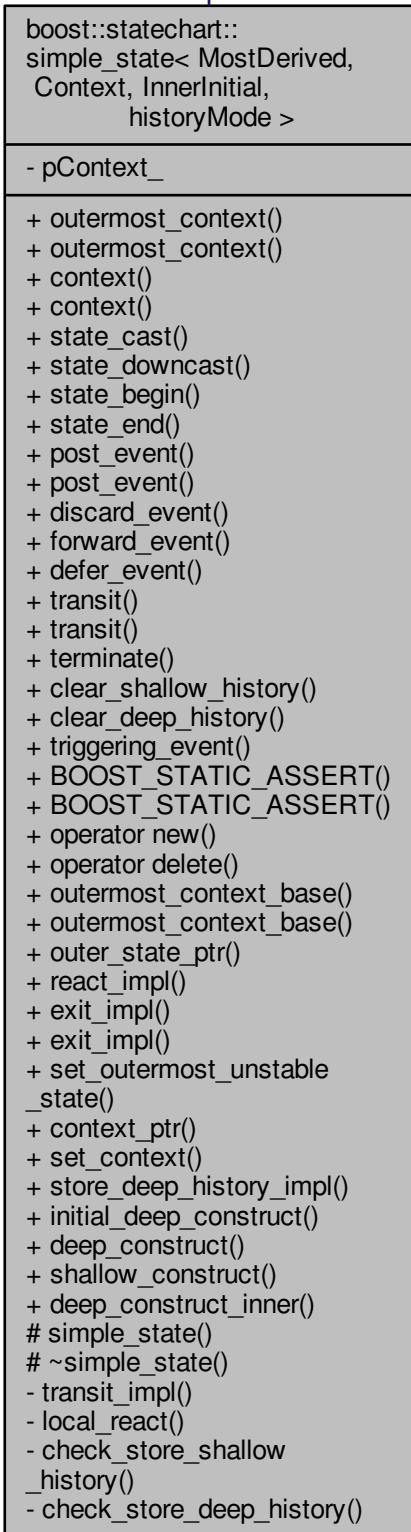 boost::statechart::
simple_state< MostDerived,
Context, InnerInitial,
historyMode >
- pContext_
+ outermost_context()
+ outermost_context()
+ context()
+ context()
+ state_cast()
+ state_downcast()
+ state_begin()
+ state_end()
+ post_event()
+ post_event()
+ discard_event()
+ forward_event()
+ defer_event()
+ transit()
+ transit()
+ terminate()
+ clear_shallow_history()
+ clear_deep_history()
+ triggering_event()
+ BOOST_STATIC_ASSERT()
+ BOOST_STATIC_ASSERT()
+ operator new()
+ operator delete()
+ outermost_context_base()
+ outermost_context_base()
+ outer_state_ptr()
+ react_impl()
+ exit_impl()
+ exit_impl()
+ set_outermost_unstable
_state()
+ context_ptr()
+ set_context()
+ store_deep_history_impl()
+ initial_deep_construct()
+ deep_construct()
+ shallow_construct()
+ deep_construct_inner()
# simple_state()
# ~simple_state()
- transit_impl()
- local_react()
- check_store_shallow
_history()
- check_store_deep_history()